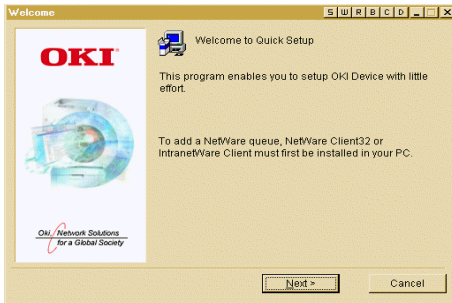 Welcome
S W R B C D
OKI
Welcome to Quick Setup
This program enables you to setup OKI Device with little
effort.
To add a NetWare queue, NetWare Client32 or
IntranetWare Client must first be installed in your PC.
Oki, Network Solutions
for a Global Society
Next >
Cancel